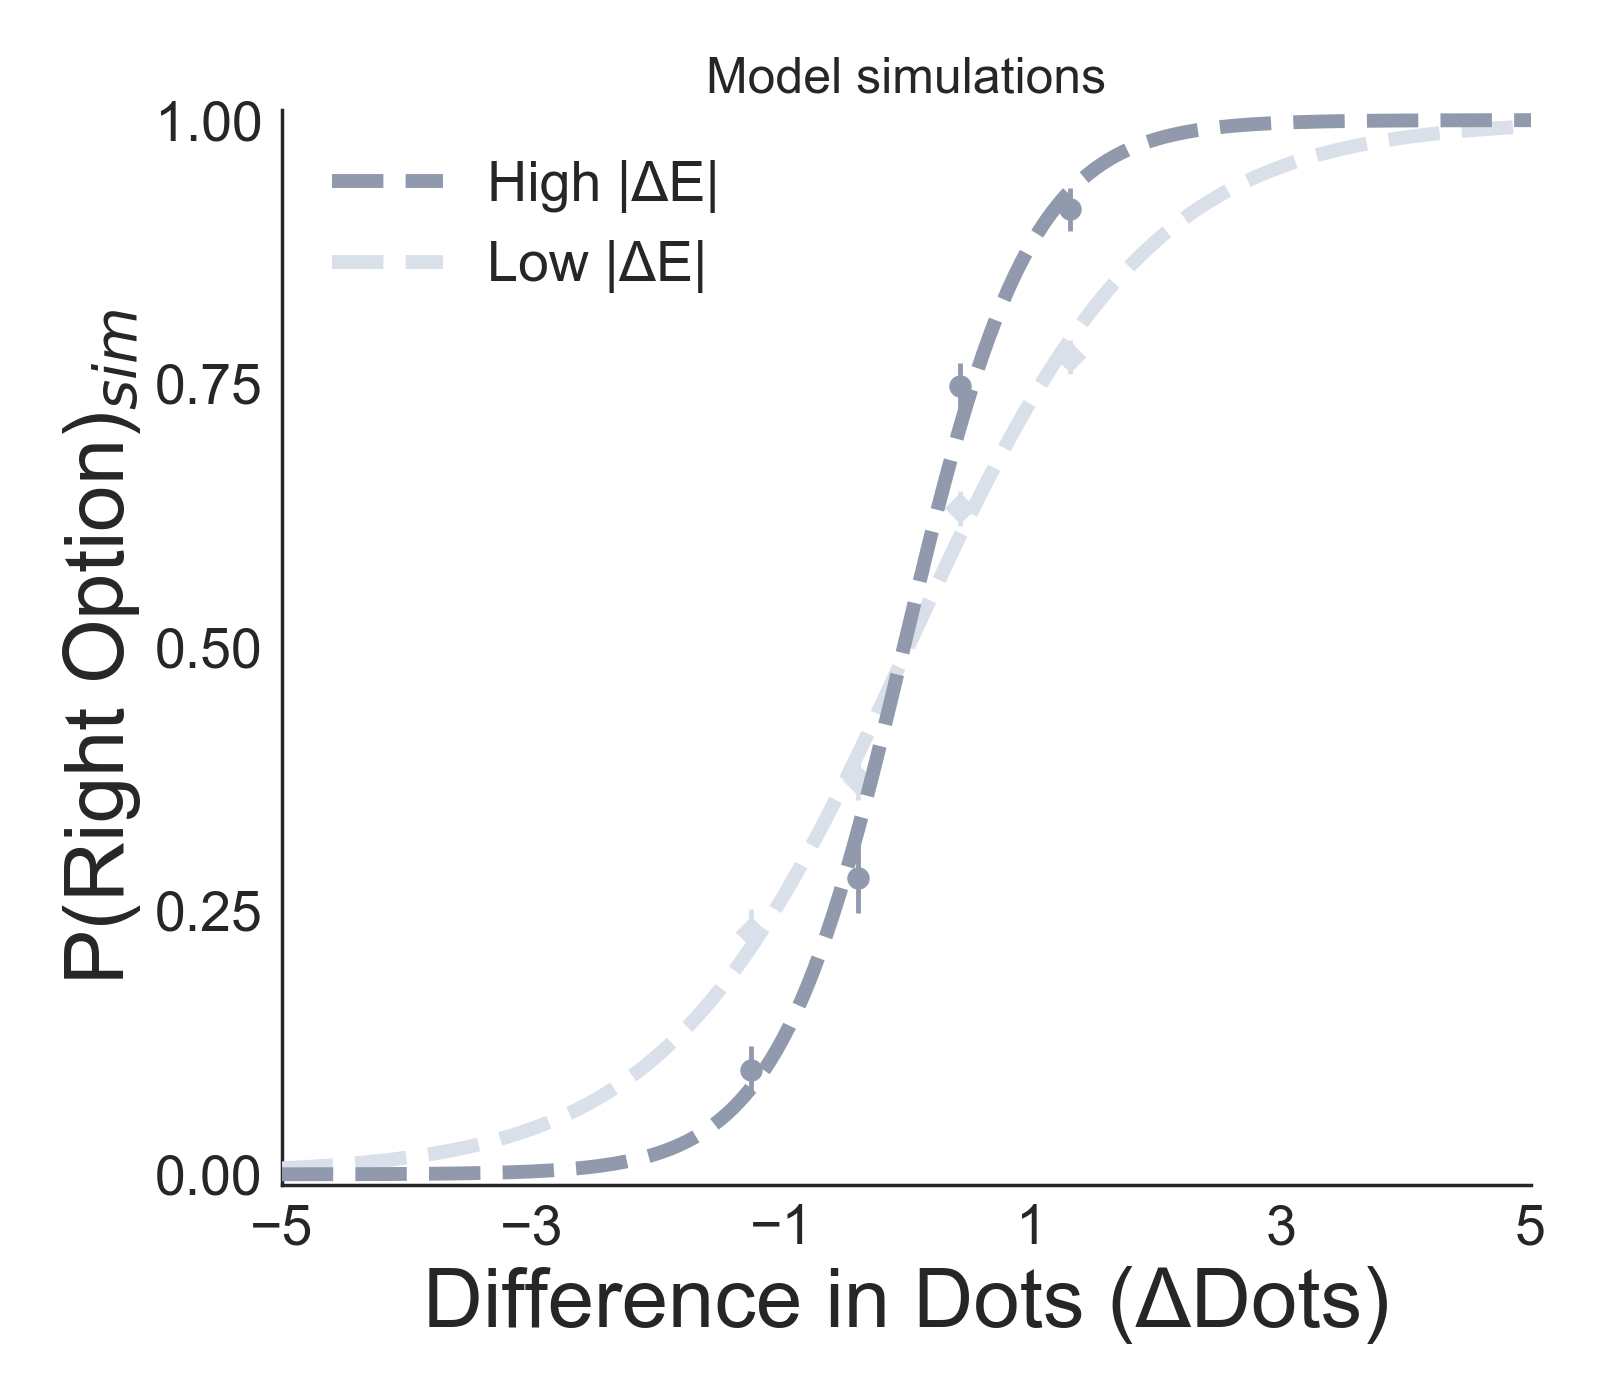 Model simulations
1.00
0.75
0.50
0.25
0.00
High |ΔE|
Low |ΔE|
P(Right Option)sim
−5 −3 −1 1 3 5
Difference in Dots (ΔDots)